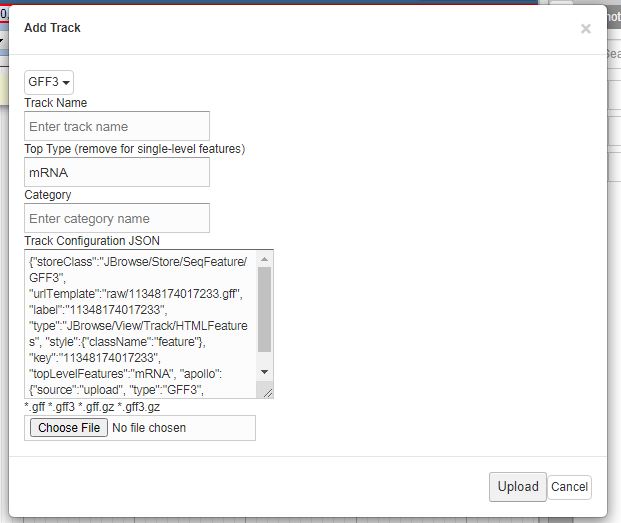 Add Track
×
GFF3
Track Name
Enter track name
Top Type (remove for single-level features)
mRNA
Category
Enter category name
Track Configuration JSON
{"storeClass":"JBrowse/Store/SeqFeature/
GFF3",
"urlTemplate":"raw/11348174017233.gff",
"label":"11348174017233",
"type":"JBrowse/View/Track/HTMLFeature
s", "style":{"className":"feature"},
"key":"11348174017233",
"topLevelFeatures":"mRNA", "apollo":
{"source":"upload", "type":"GFF3",
*.gff *.gff3 *.gff.gz *.gff3.gz
Choose File No file chosen
Upload Cancel